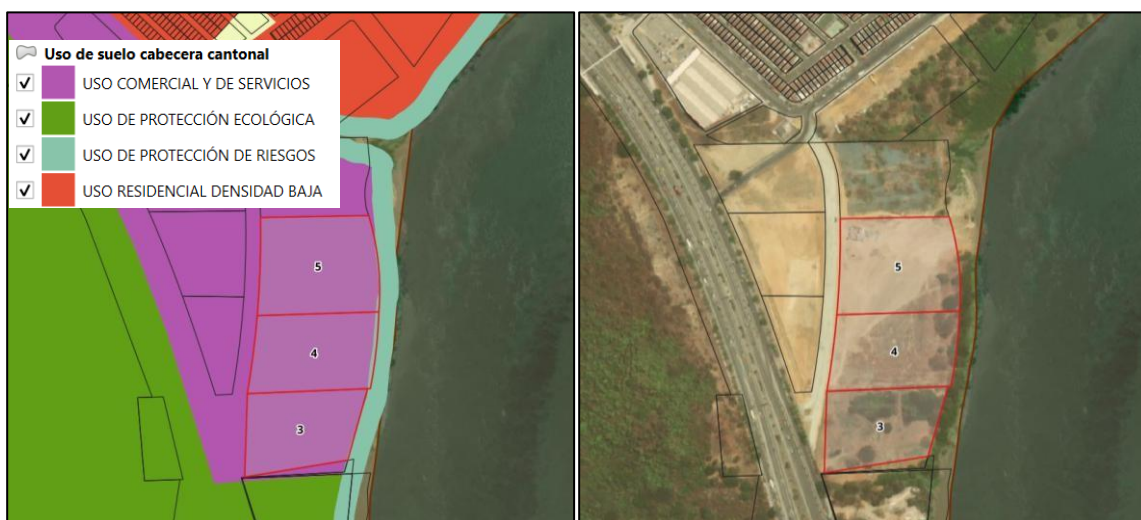 Uso de suelo cabecera cantonal
USO COMERCIAL Y DE SERVICIOS
USO DE PROTECCIÓN ECOLÓGICA
USO DE PROTECCIÓN DE RIESGOS
USO RESIDENCIAL DENSIDAD BAJA
5
4
3
5
4
3